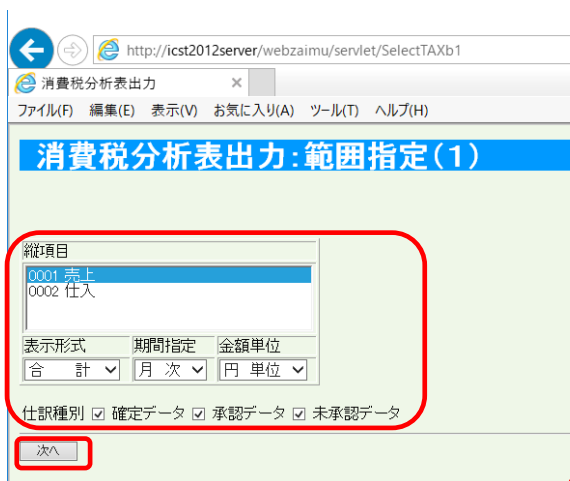 http://icst2012server/webzaimu/servlet/SelectTAXb1
消費税分析表出力 ×
ファイル(F) 編集(E) 表示(V) お気に入り(A) ツール(T) ヘルプ(H)
消費税分析表出力:範囲指定(1)
縦項目
0001 売上
0002 仕入
表示形式 期間指定 金額単位
合 計 月 次 円 単位
仕訳種別 確定データ 承認データ 未承認データ
次へ